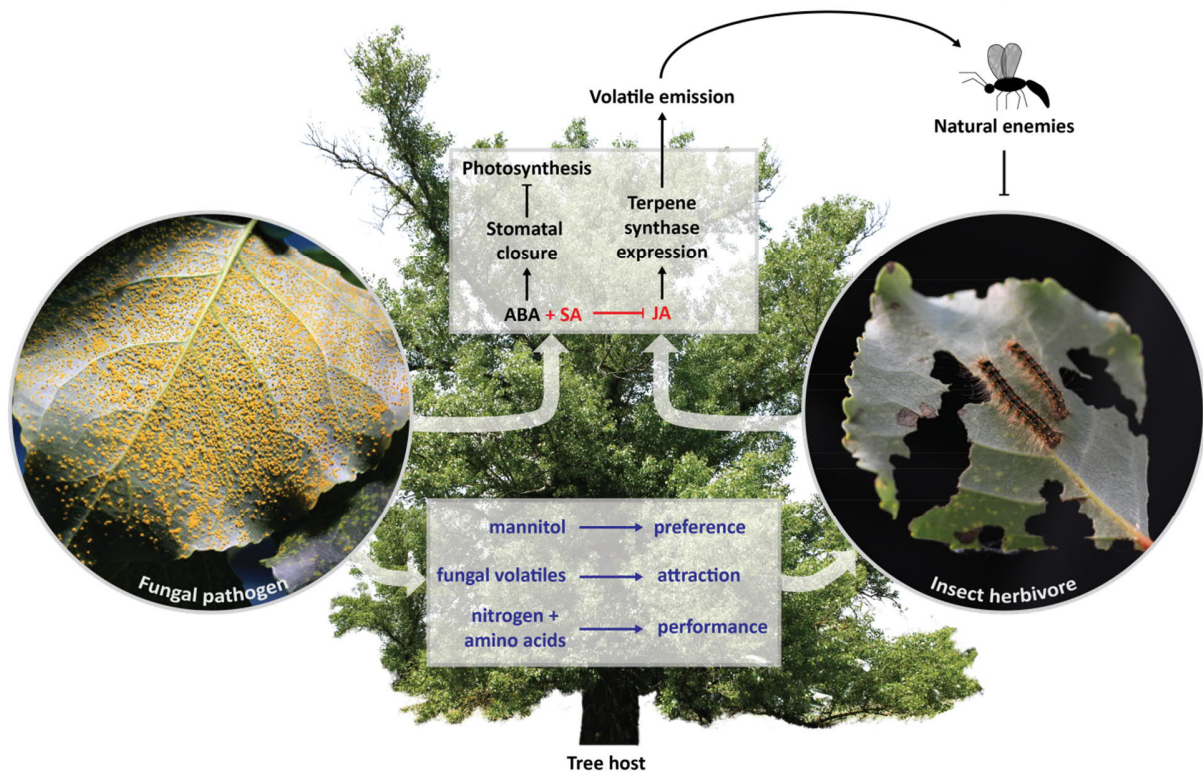 Volatile emission
Natural enemies
Photosynthesis
Stomatal
closure
Terpene
synthase
expression
ABA + SA
JA
mannitol
preference
fungal volatiles
attraction
nitrogen +
amino acids
performance
Fungal pathogen
Insect herbivore
Tree host